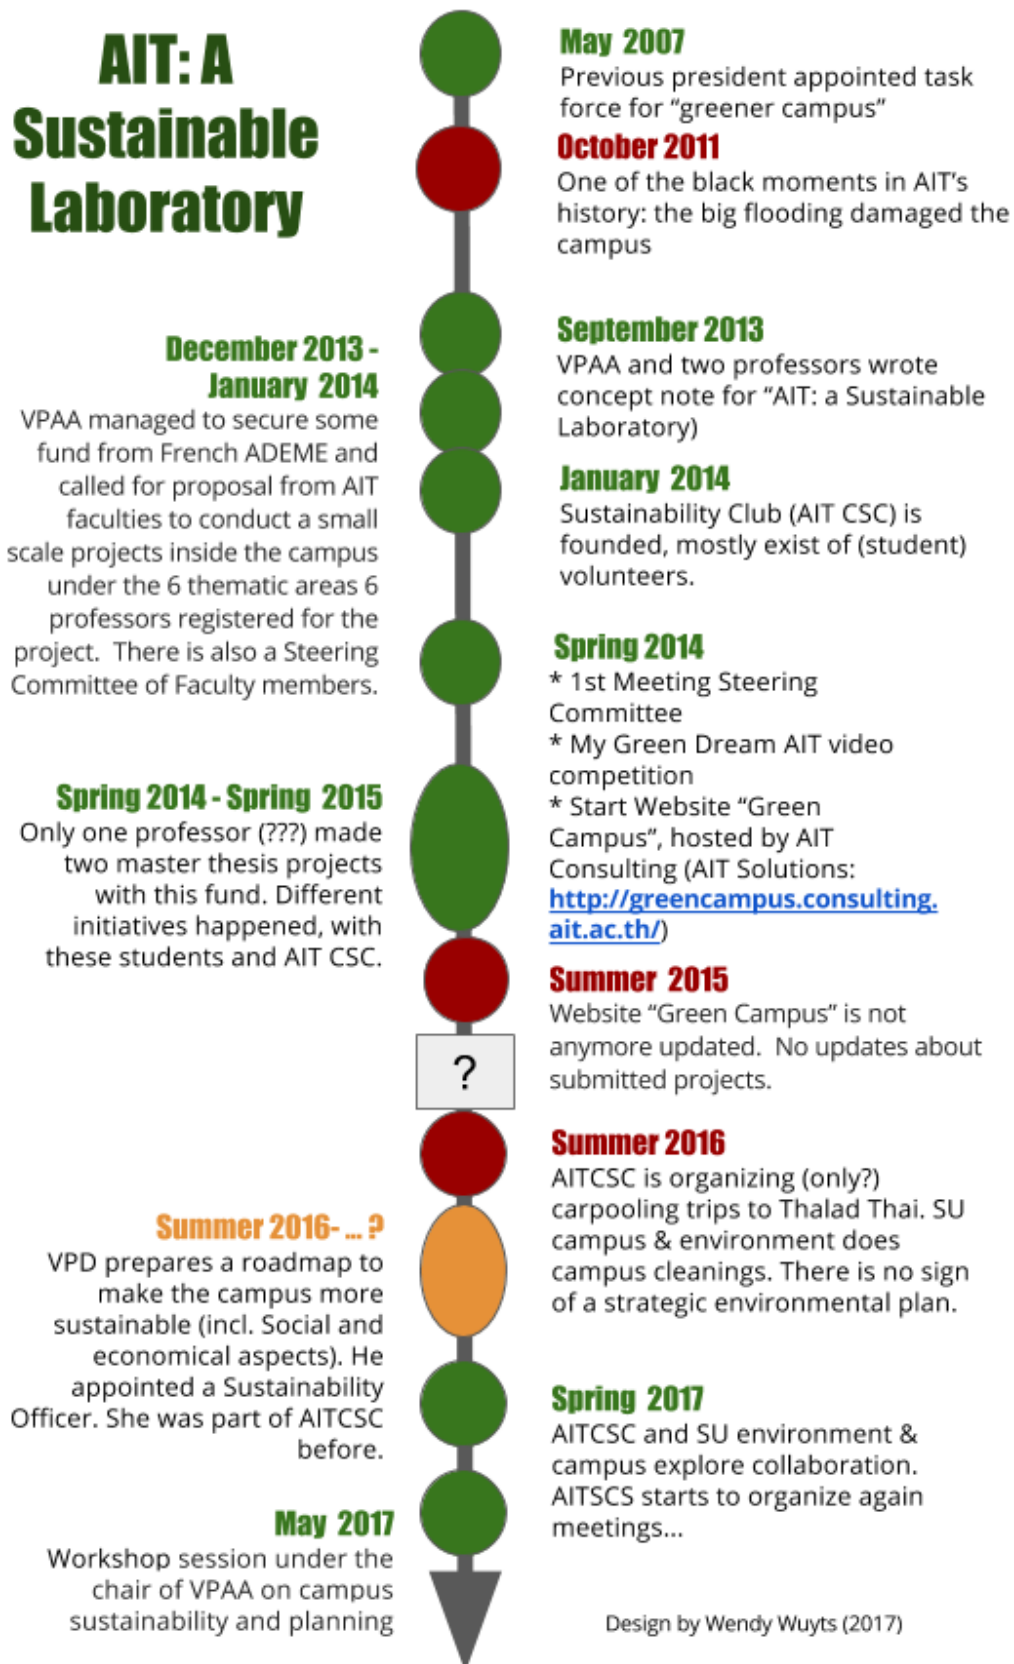 AIT: A
Sustainable
Laboratory
May 2007
Previous president appointed task
force for “greener campus”
October 2011
One of the black moments in AIT’s
history: the big flooding damaged the
campus
September 2013
VPAA and two professors wrote
concept note for “AIT: a Sustainable
Laboratory)
December 2013 -
January 2014
VPAA managed to secure some
fund from French ADEME and
called for proposal from AIT
faculties to conduct a small
scale projects inside the campus
under the 6 thematic areas 6
professors registered for the
project. There is also a Steering
Committee of Faculty members.
January 2014
Sustainability Club (AIT CSC) is
founded, mostly exist of (student)
volunteers.
Spring 2014
* 1st Meeting Steering
Committee
* My Green Dream AIT video
competition
* Start Website “Green
Campus”, hosted by AIT
Consulting (AIT Solutions:
http://greencampus.consulting.
ait.ac.th/)
Spring 2014 - Spring 2015
Only one professor (???) made
two master thesis projects
with this fund. Different
initiatives happened, with
these students and AIT CSC.
Summer 2015
Website “Green Campus” is not
anymore updated. No updates about
submitted projects.
?
Summer 2016
AITCSC is organizing (only?)
carpooling trips to Thalad Thai. SU
campus & environment does
campus cleanings. There is no sign
of a strategic environmental plan.
Summer 2016- ... ?
VPD prepares a roadmap to
make the campus more
sustainable (incl. Social and
economical aspects). He
appointed a Sustainability
Officer. She was part of AITCSC
before.
Spring 2017
AITCSC and SU environment &
campus explore collaboration.
AITSCS starts to organize again
meetings...
May 2017
Workshop session under the
chair of VPAA on campus
sustainability and planning
Design by Wendy Wuyts (2017)